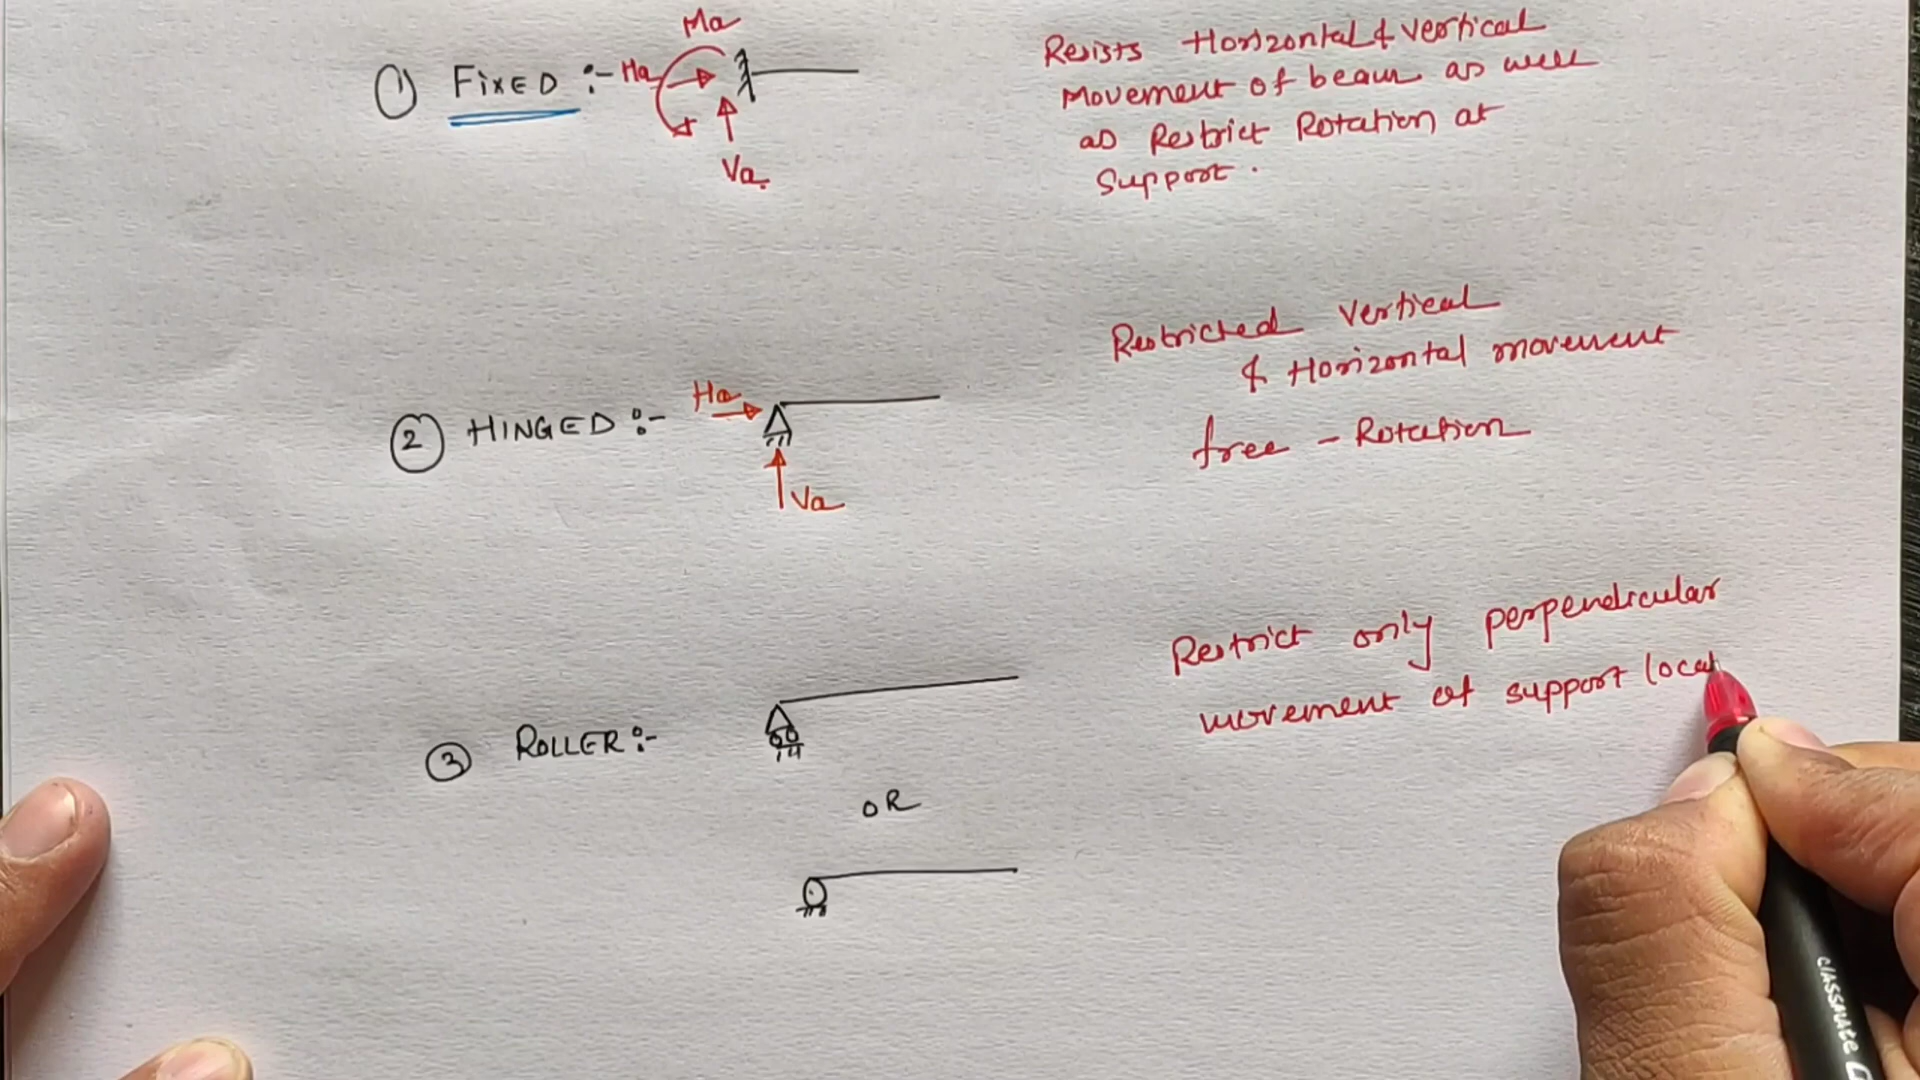 Ma
① FIXED :- Ha
Va.
Resists Horizontal & vertical
Movement of beam as well
as Restrict Rotation at
Support.
② HINGED :- Ha
Va
Restricted vertical
& Horizontal movement
free - Rotation
③ ROLLER :-
OR
Restrict only perpendicular
movement of support local
CLASSMATE